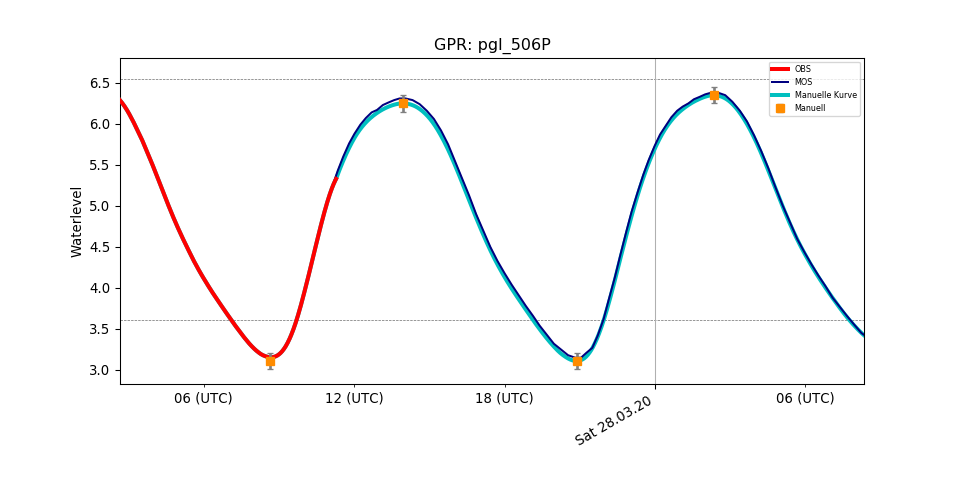 GPR: pgl_506P
OBS
MOS
Manuelle Kurve
Manuell
Waterlevel
6.5
6.0
5.5
5.0
4.5
4.0
3.5
3.0
06 (UTC)
12 (UTC)
18 (UTC)
Sat 28.03.20
06 (UTC)